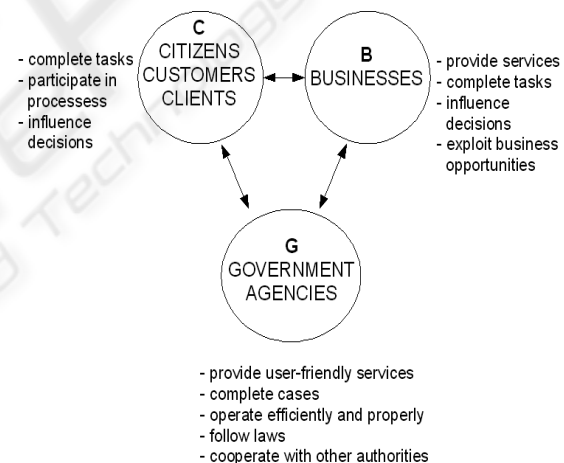 C
CITIZENS
CUSTOMERS
CLIENTS
- complete tasks
- participate in
processess
- influence
decisions
B
BUSINESSES
- provide services
- complete tasks
- influence
decisions
- exploit business
opportunities
G
GOVERNMENT
AGENCIES
- provide user-friendly services
- complete cases
- operate efficiently and properly
- follow laws
- cooperate with other authorities